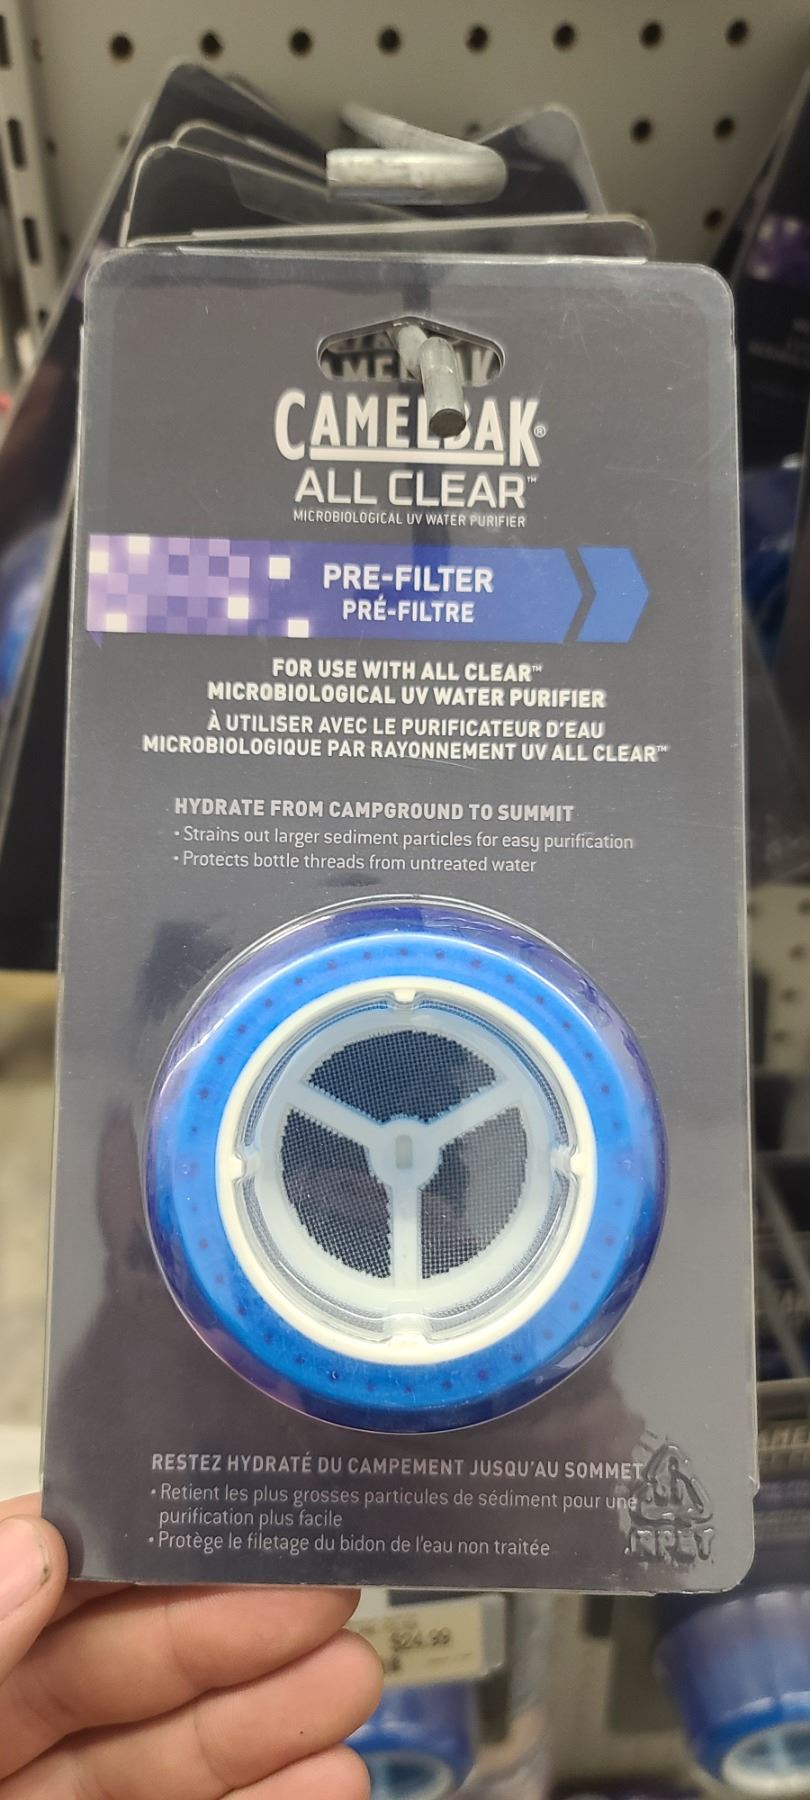 CAMELBAK®
ALL CLEAR™
MICROBIOLOGICAL UV WATER PURIFIER
PRE-FILTER
PRÉ-FILTRE
FOR USE WITH ALL CLEAR™
MICROBIOLOGICAL UV WATER PURIFIER
À UTILISER AVEC LE PURIFICATEUR D'EAU
MICROBIOLOGIQUE PAR RAYONNEMENT UV ALL CLEAR™
HYDRATE FROM CAMPGROUND TO SUMMIT
• Strains out larger sediment particles for easy purification
• Protects bottle threads from untreated water
RESTEZ HYDRATÉ DU CAMPEMENT JUSQU'AU SOMMET
• Retient les plus grosses particules de sédiment pour une
purification plus facile
• Protège le filetage du bidon de l'eau non traitée
RPET
$24.99